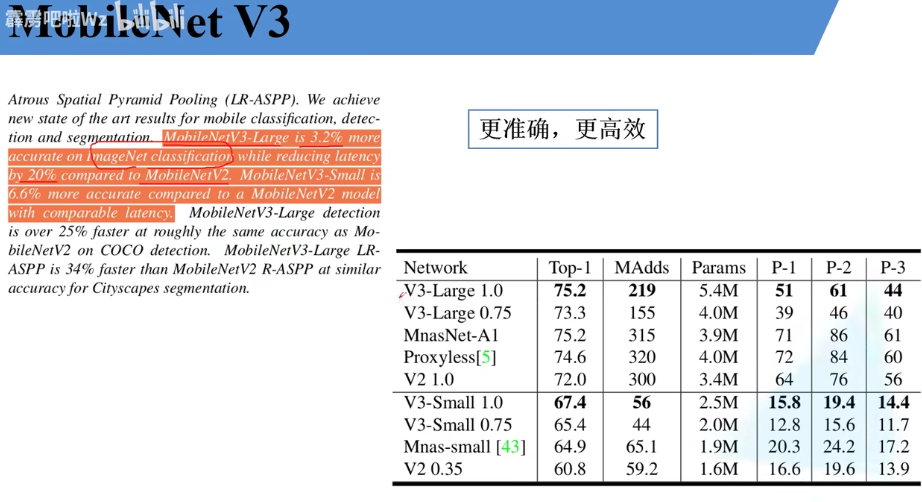 MobileNet V3
霹雳吧啦Wz bilibili
Atrous Spatial Pyramid Pooling (LR-ASPP). We achieve
new state of the art results for mobile classification, detec-
tion and segmentation. MobileNetV3-Large is 3.2% more
accurate on ImageNet classification while reducing latency
by 20% compared to MobileNetV2. MobileNetV3-Small is
6.6% more accurate compared to a MobileNetV2 model
with comparable latency. MobileNetV3-Large detection
is over 25% faster at roughly the same accuracy as Mo-
bileNetV2 on COCO detection. MobileNetV3-Large LR-
ASPP is 34% faster than MobileNetV2 R-ASPP at similar
accuracy for Cityscapes segmentation.
更准确，更高效
Network Top-1 MAdds Params P-1 P-2 P-3
V3-Large 1.0 75.2 219 5.4M 51 61 44
V3-Large 0.75 73.3 155 4.0M 39 46 40
MnasNet-A1 75.2 315 3.9M 71 86 61
Proxyless[5] 74.6 320 4.0M 72 84 60
V2 1.0 72.0 300 3.4M 64 76 56
V3-Small 1.0 67.4 56 2.5M 15.8 19.4 14.4
V3-Small 0.75 65.4 44 2.0M 12.8 15.6 11.7
Mnas-small [43] 64.9 65.1 1.9M 20.3 24.2 17.2
V2 0.35 60.8 59.2 1.6M 16.6 19.6 13.9